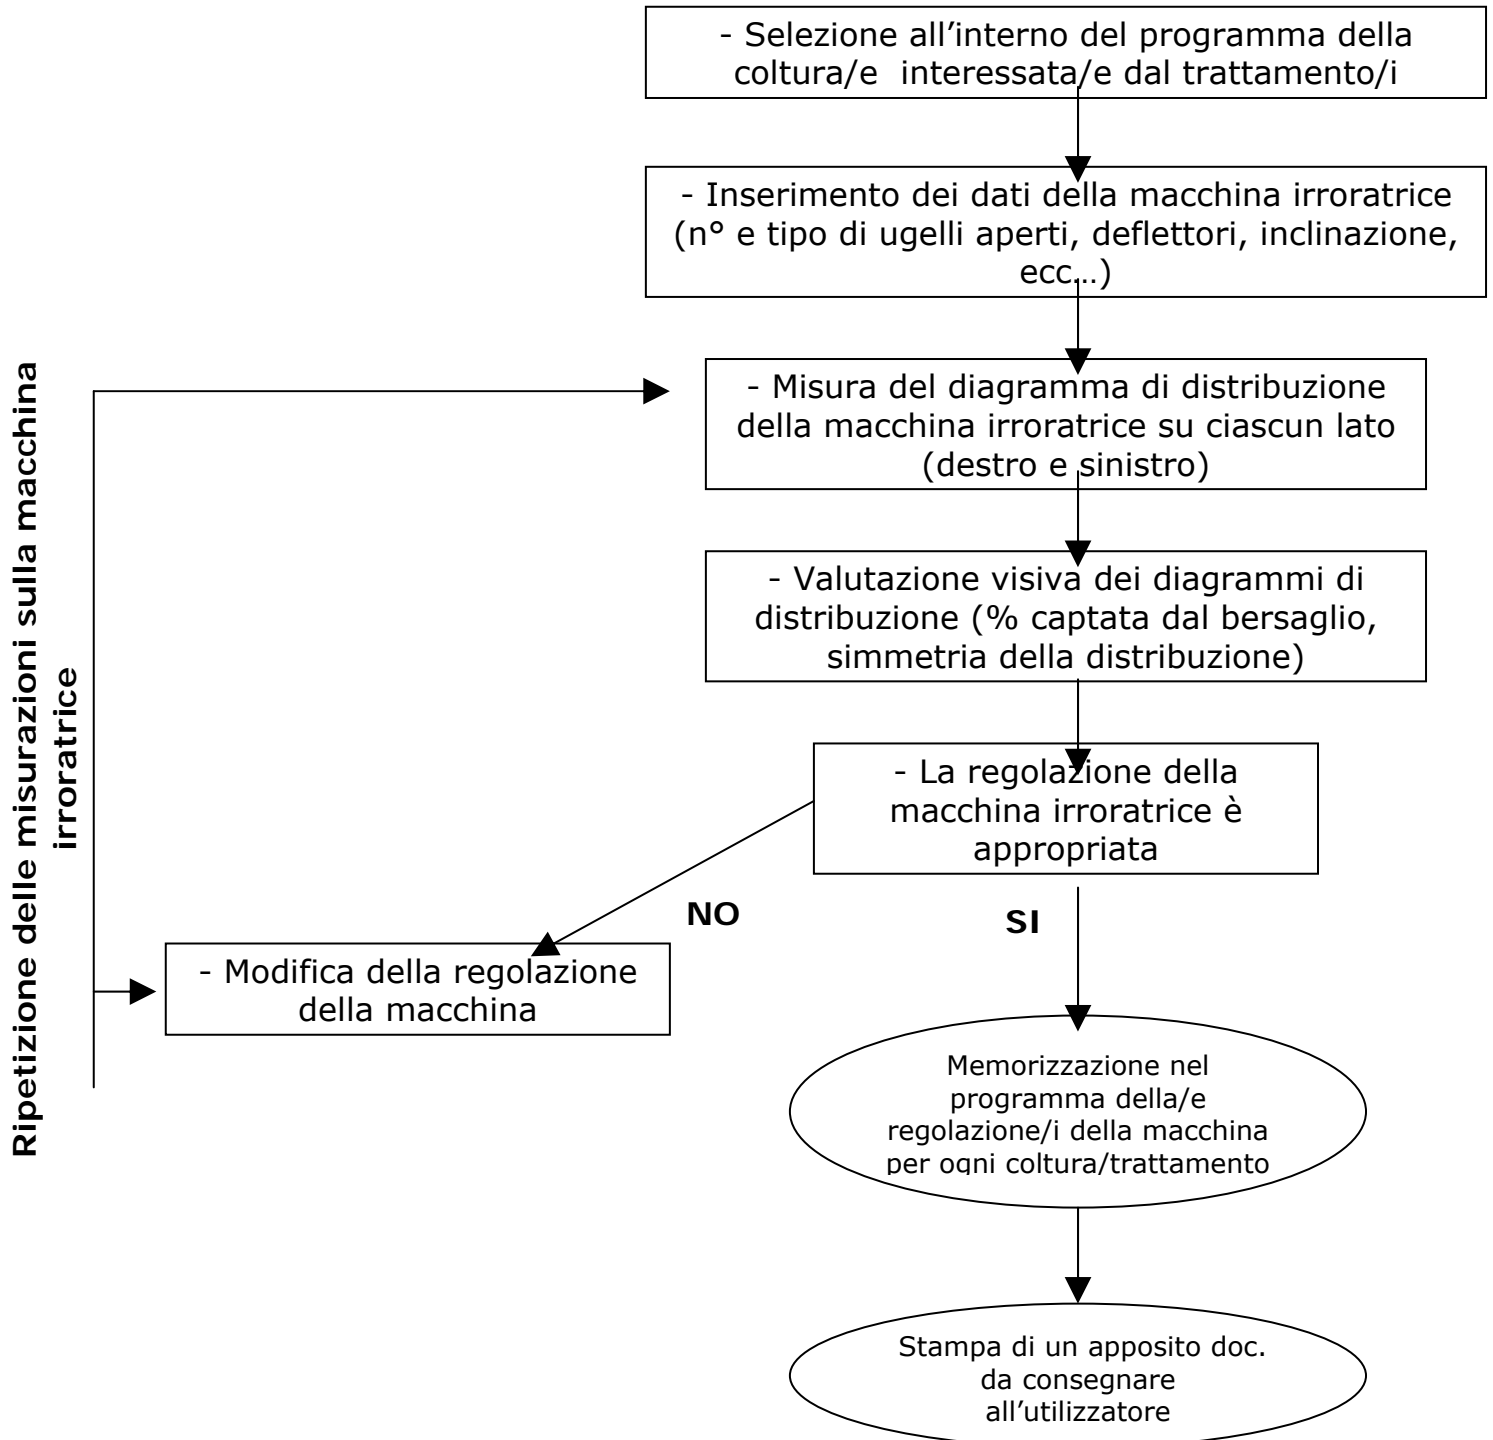 - Selezione all’interno del programma della
coltura/e  interessata/e dal trattamento/i
- Inserimento dei dati della macchina irroratrice
(n° e tipo di ugelli aperti, deflettori, inclinazione,
ecc…)
- Misura del diagramma di distribuzione
della macchina irroratrice su ciascun lato
(destro e sinistro)
- Valutazione visiva dei diagrammi di
distribuzione (% captata dal bersaglio,
simmetria della distribuzione)
- La regolazione della
macchina irroratrice è
appropriata
NO
SI
- Modifica della regolazione
della macchina
Ripetizione delle misurazioni sulla macchina
irroratrice
Memorizzazione nel
programma della/e
regolazione/i della macchina
per ogni coltura/trattamento
Stampa di un apposito doc.
da consegnare
all’utilizzatore